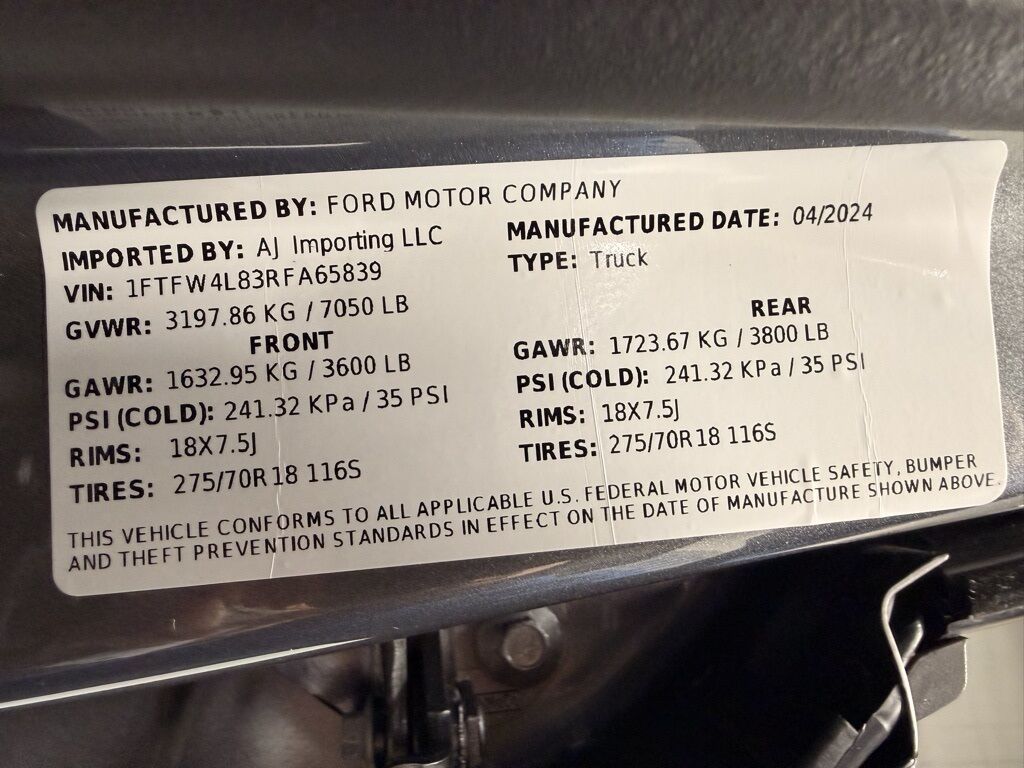 MANUFACTURED BY: FORD MOTOR COMPANY
IMPORTED BY: AJ Importing LLC
MANUFACTURED DATE: 04/2024
VIN: 1FTFW4L83RFA65839
TYPE: Truck
GVWR: 3197.86 KG / 7050 LB
FRONT
REAR
GAWR: 1632.95 KG / 3600 LB
GAWR: 1723.67 KG / 3800 LB
PSI (COLD): 241.32 KPa / 35 PSI
PSI (COLD): 241.32 KPa / 35 PSI
RIMS: 18X7.5J
RIMS: 18X7.5J
TIRES: 275/70R18 116S
TIRES: 275/70R18 116S
THIS VEHICLE CONFORMS TO ALL APPLICABLE U.S. FEDERAL MOTOR VEHICLE SAFETY, BUMPER
AND THEFT PREVENTION STANDARDS IN EFFECT ON THE DATE OF MANUFACTURE SHOWN ABOVE.